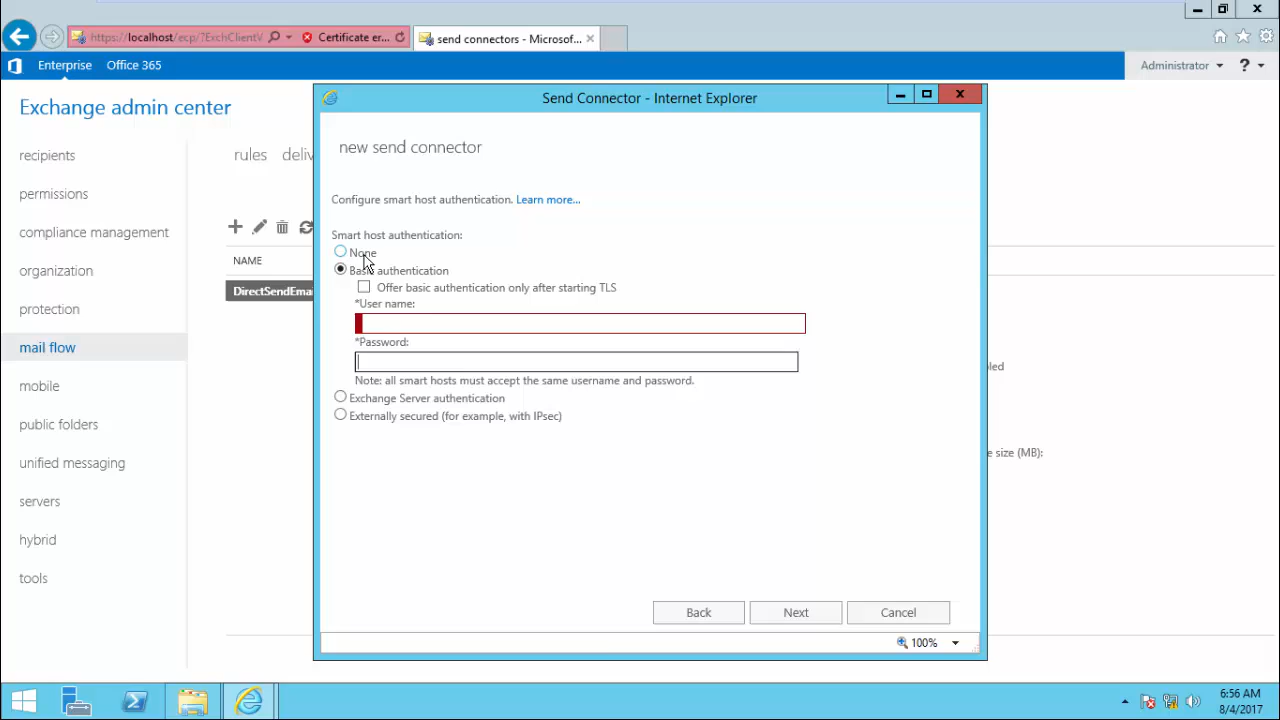 https://localhost/ecp/?ExchClientV
Certificate er...
send connectors - Microsof...
Enterprise
Office 365
Administrator
?
Exchange admin center
Send Connector - Internet Explorer
recipients
permissions
compliance management
organization
protection
mail flow
mobile
public folders
unified messaging
servers
hybrid
tools
rules
NAME
DirectSendEma
new send connector
Configure smart host authentication. Learn more...
Smart host authentication:
None
Basic authentication
Offer basic authentication only after starting TLS
*User name:
*Password:
Note: all smart hosts must accept the same username and password.
Exchange Server authentication
Externally secured (for example, with IPsec)
Back
Next
Cancel
100%
e size (MB):
6:56 AM
8/4/2017